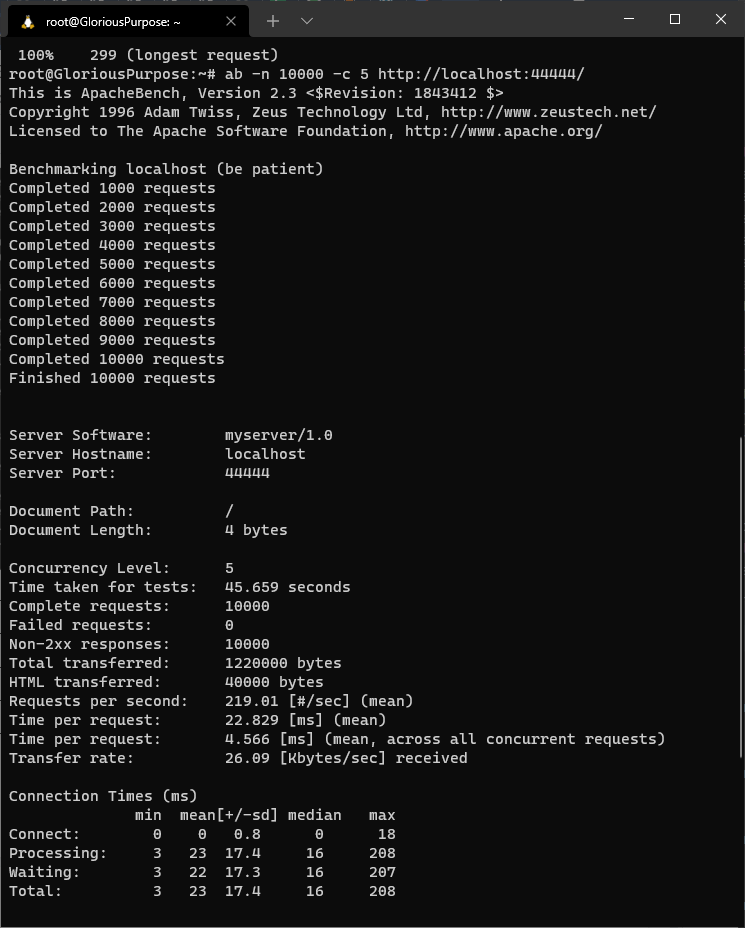 root@GloriousPurpose: ~
100%    299 (longest request)
root@GloriousPurpose:~# ab -n 10000 -c 5 http://localhost:44444/
This is ApacheBench, Version 2.3 <$Revision: 1843412 $>
Copyright 1996 Adam Twiss, Zeus Technology Ltd, http://www.zeustech.net/
Licensed to The Apache Software Foundation, http://www.apache.org/

Benchmarking localhost (be patient)
Completed 1000 requests
Completed 2000 requests
Completed 3000 requests
Completed 4000 requests
Completed 5000 requests
Completed 6000 requests
Completed 7000 requests
Completed 8000 requests
Completed 9000 requests
Completed 10000 requests
Finished 10000 requests


Server Software:        myserver/1.0
Server Hostname:        localhost
Server Port:            44444

Document Path:          /
Document Length:        4 bytes

Concurrency Level:      5
Time taken for tests:   45.659 seconds
Complete requests:      10000
Failed requests:        0
Non-2xx responses:      10000
Total transferred:      1220000 bytes
HTML transferred:       40000 bytes
Requests per second:    219.01 [#/sec] (mean)
Time per request:       22.829 [ms] (mean)
Time per request:       4.566 [ms] (mean, across all concurrent requests)
Transfer rate:          26.09 [Kbytes/sec] received

Connection Times (ms)
              min  mean[+/-sd] median   max
Connect:        0    0   0.8      0      18
Processing:     3   23  17.4     16     208
Waiting:        3   22  17.3     16     207
Total:          3   23  17.4     16     208